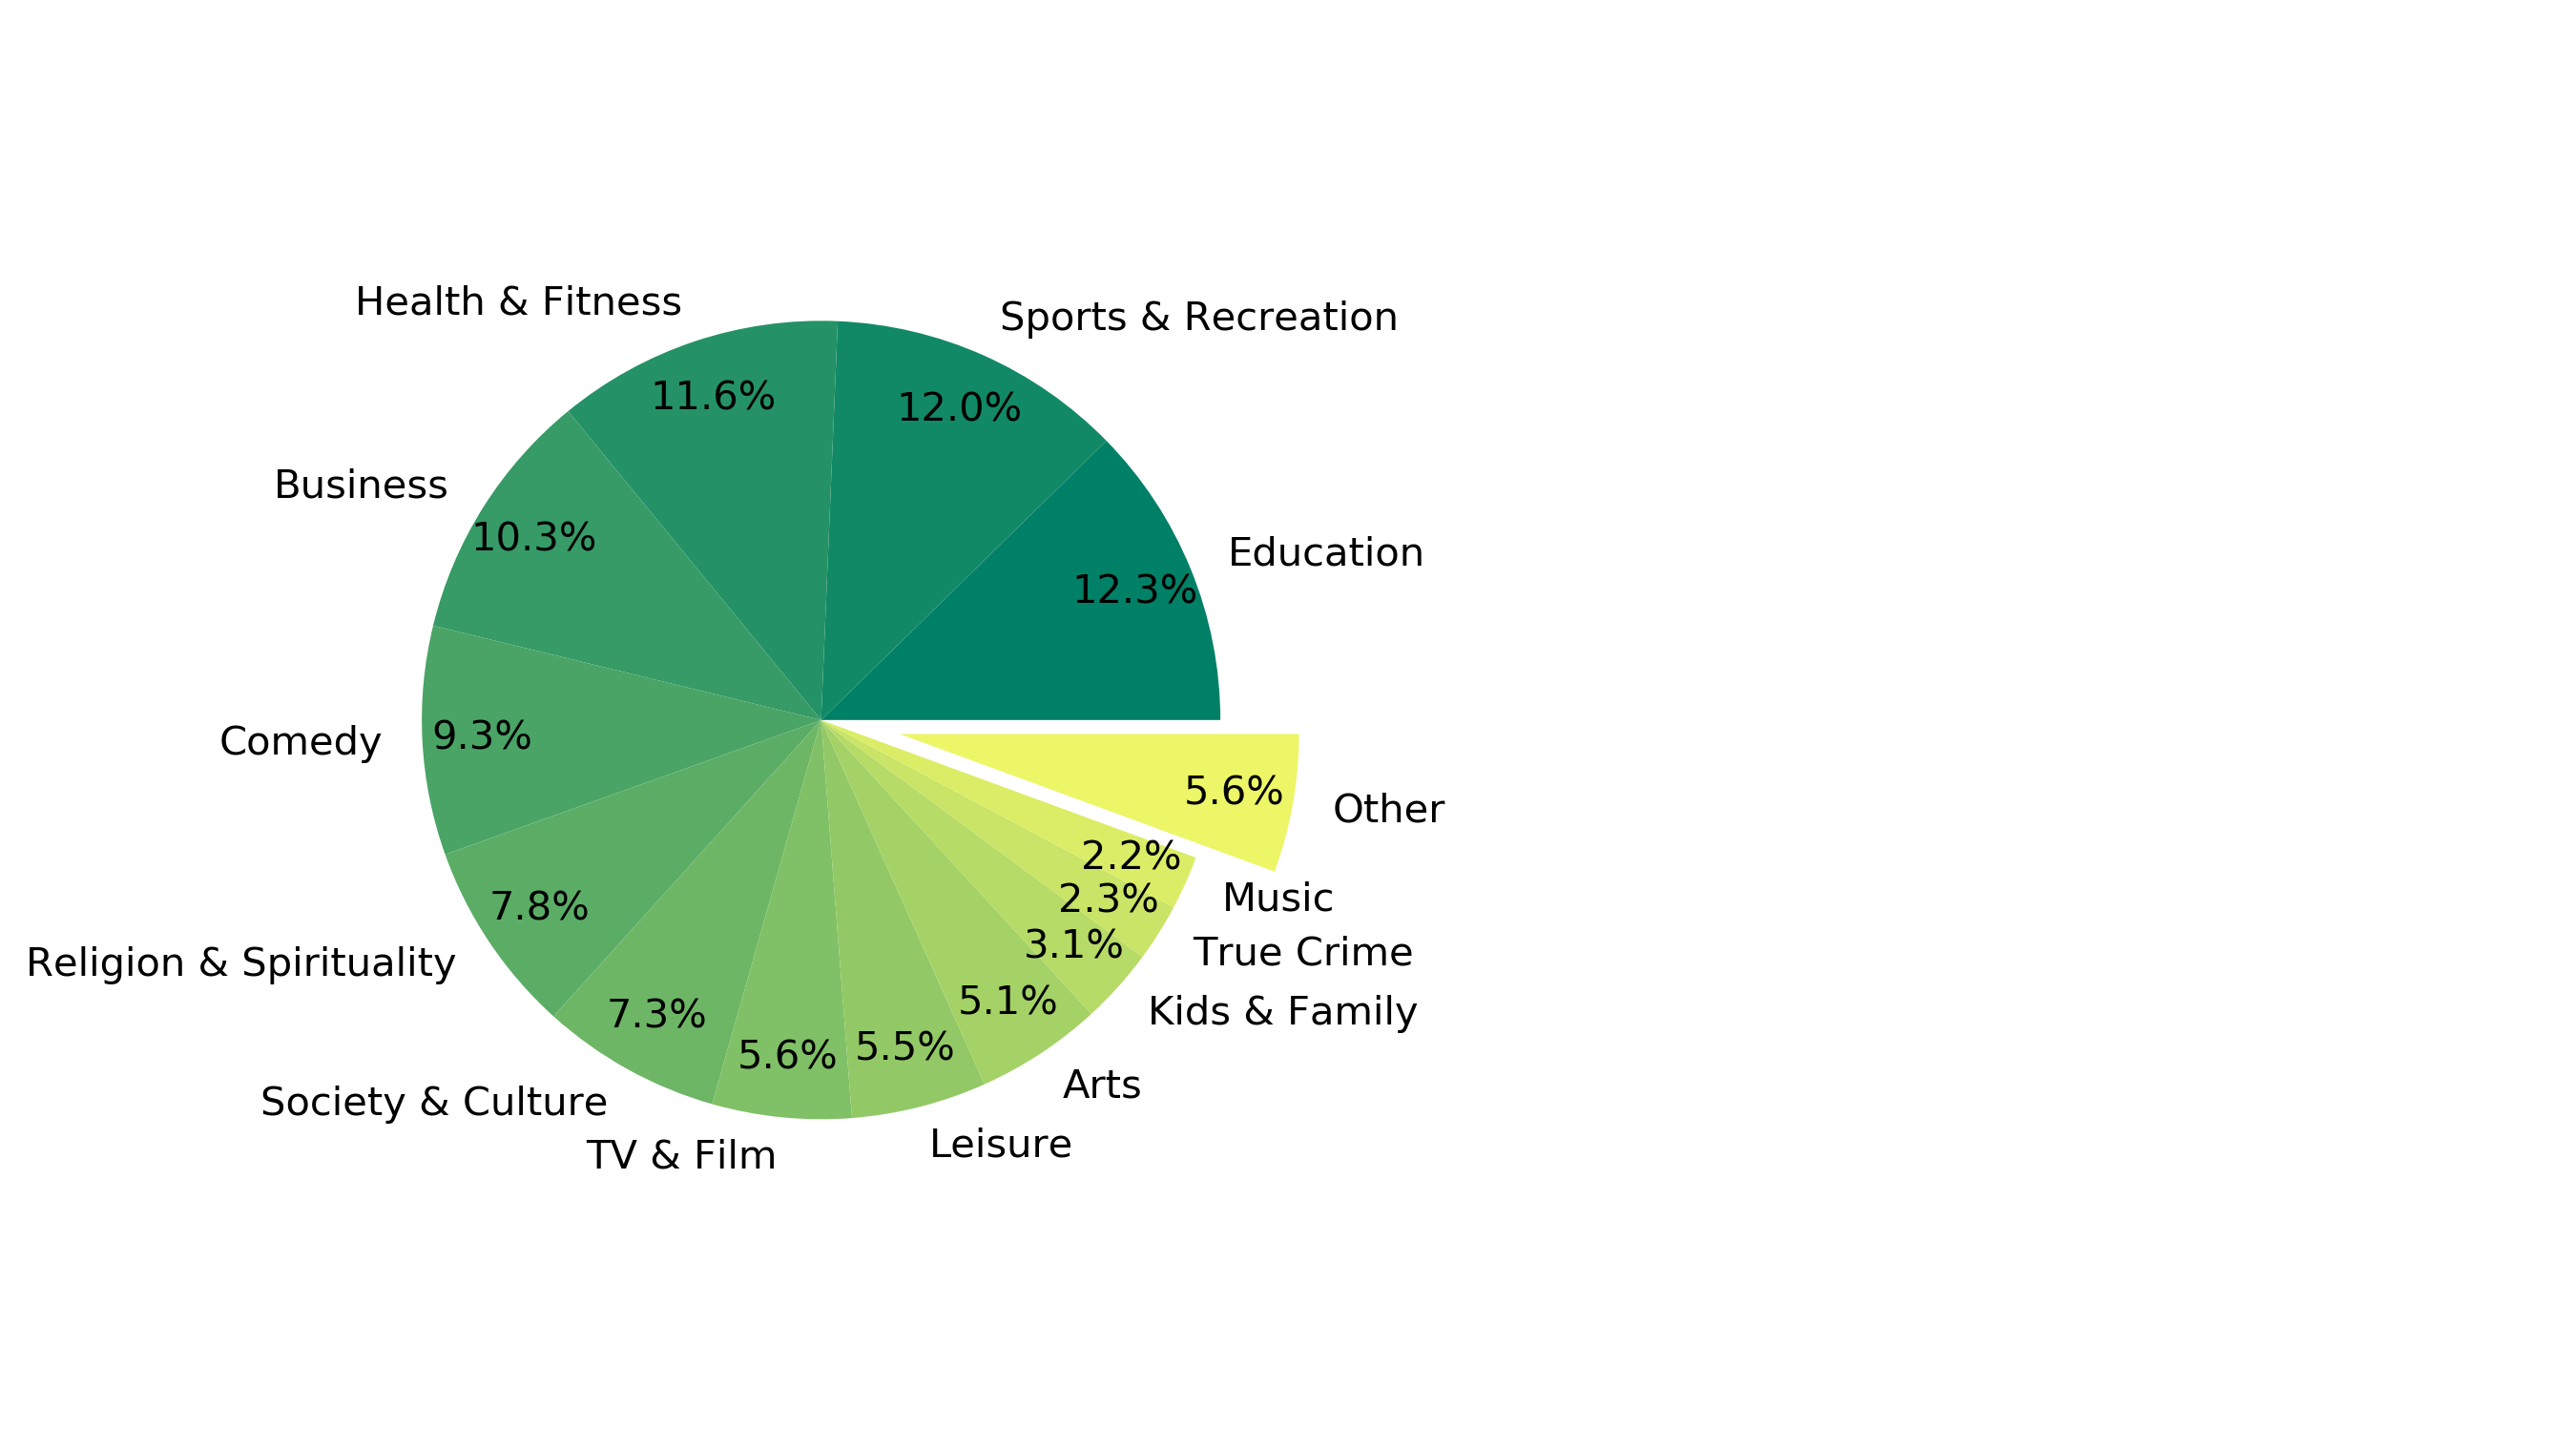 Health & Fitness
Sports & Recreation
11.6%
12.0%
Business
10.3%
Education
12.3%
Comedy
9.3%
5.6%
Other
2.2%
Music
2.3%
7.8%
True Crime
3.1%
Religion & Spirituality
Kids & Family
5.1%
7.3%
5.5%
5.6%
Arts
Society & Culture
Leisure
TV & Film